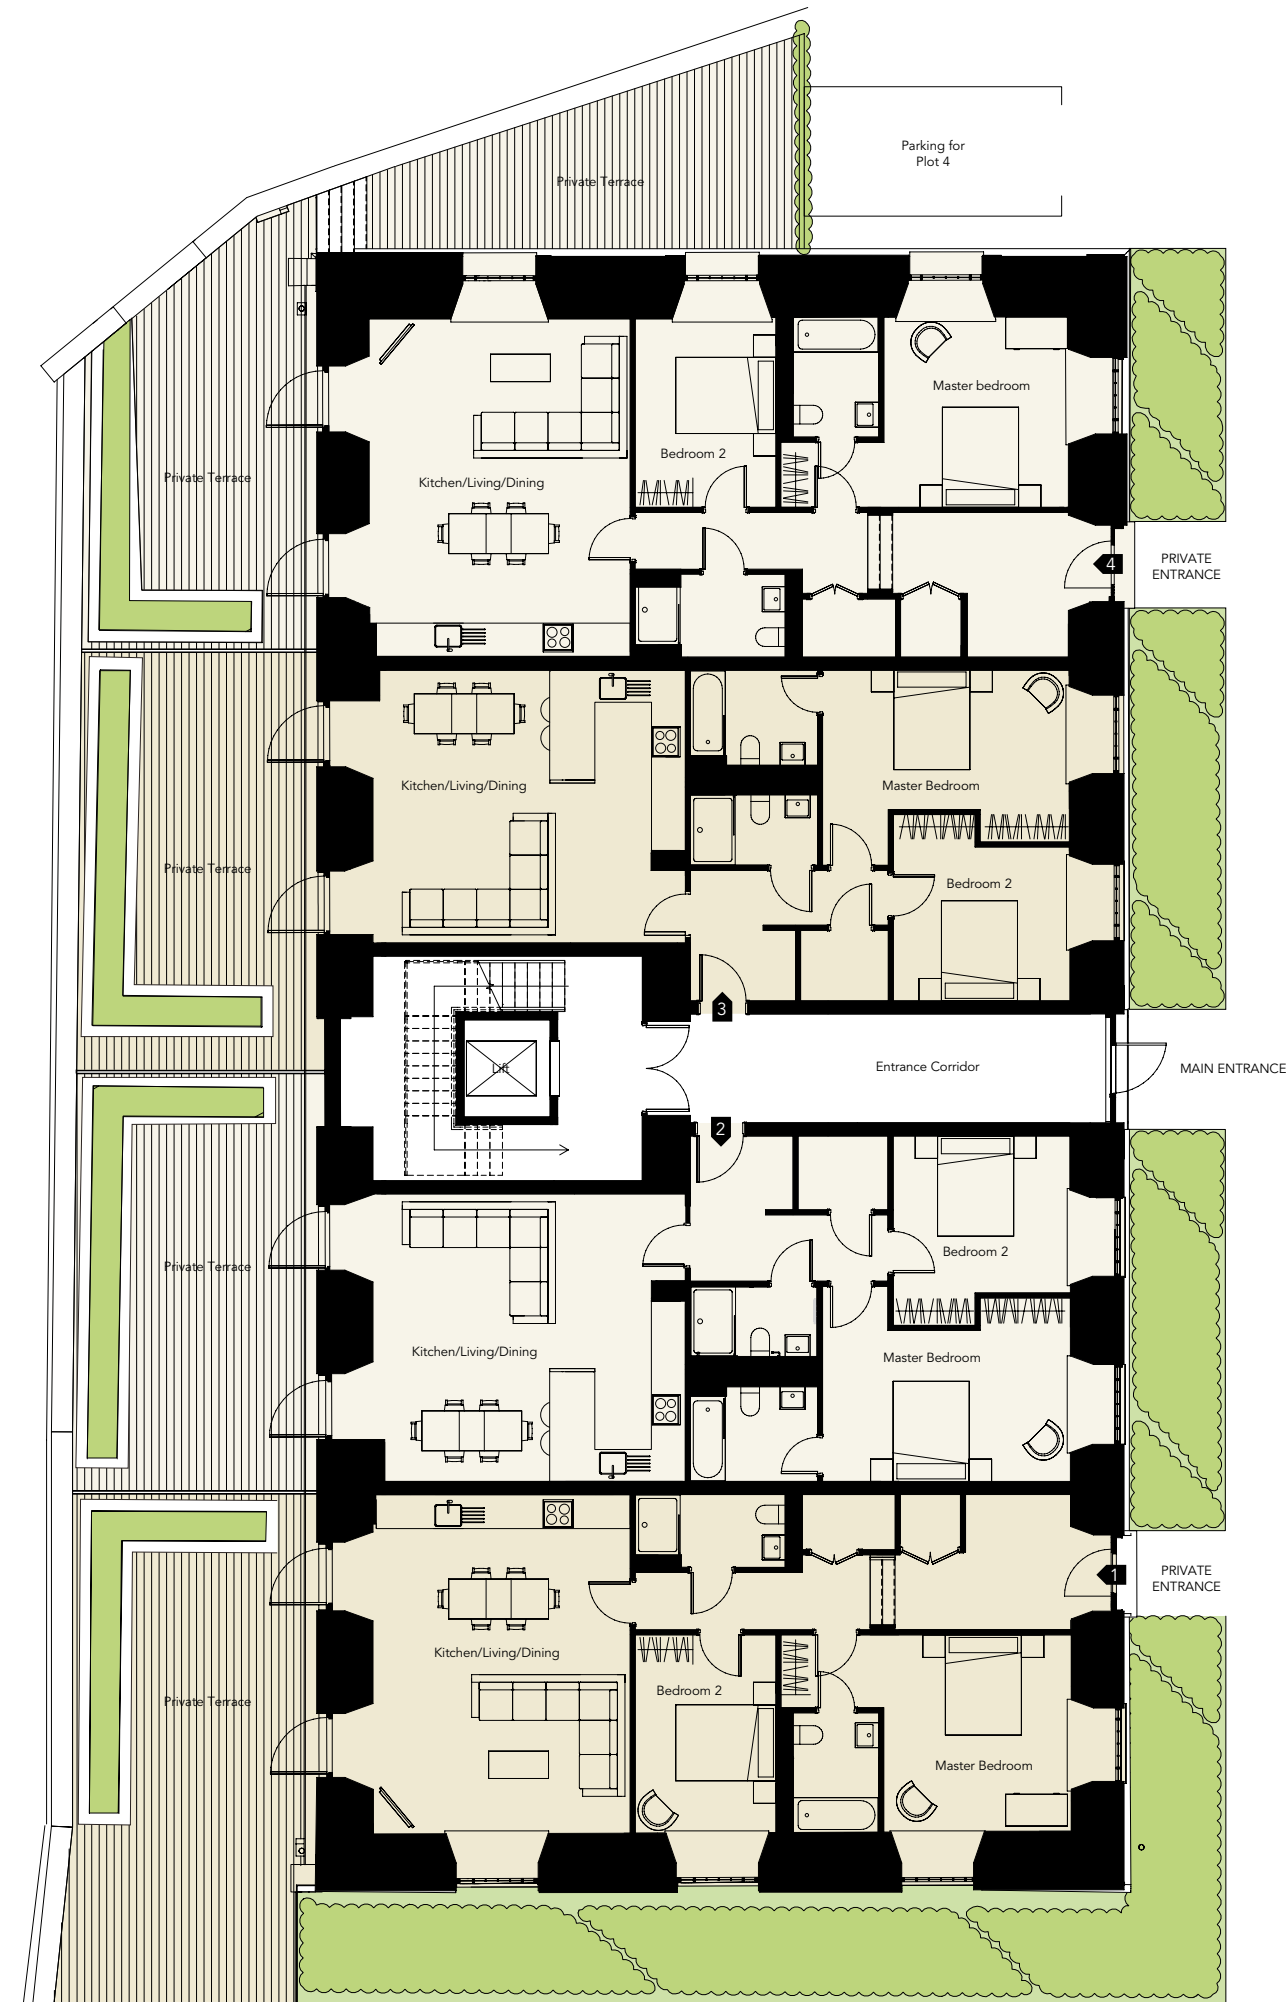 Parking for
Plot 4
Private Terrace
Master bedroom
Bedroom 2
Private Terrace
Kitchen/Living/Dining
4
PRIVATE
ENTRANCE
Kitchen/Living/Dining
Master Bedroom
Private Terrace
Bedroom 2
3
Lift
Entrance Corridor
MAIN ENTRANCE
2
Bedroom 2
Private Terrace
Kitchen/Living/Dining
Master Bedroom
1
PRIVATE
ENTRANCE
Kitchen/Living/Dining
Bedroom 2
Private Terrace
Master Bedroom